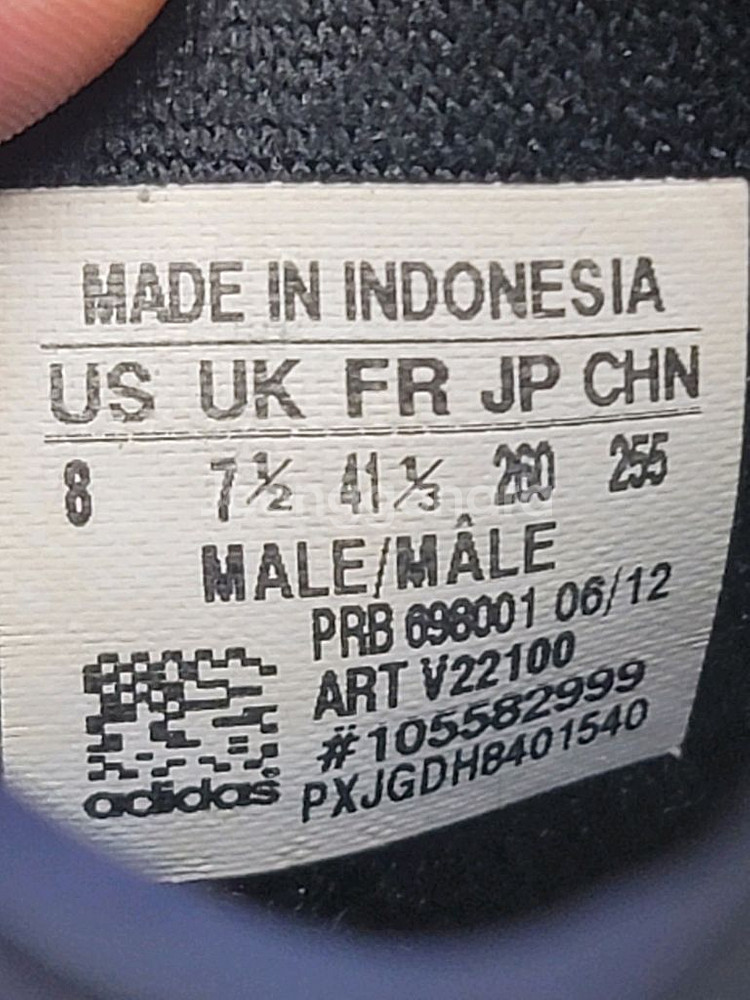 MADE IN INDONESIA
US UK FR JP CHN
8 7½ 41⅓ 260 255
MALE/MÂLE
PRB 698001 06/12
ART V22100
#105582999
PXJGDH8401540
adidas